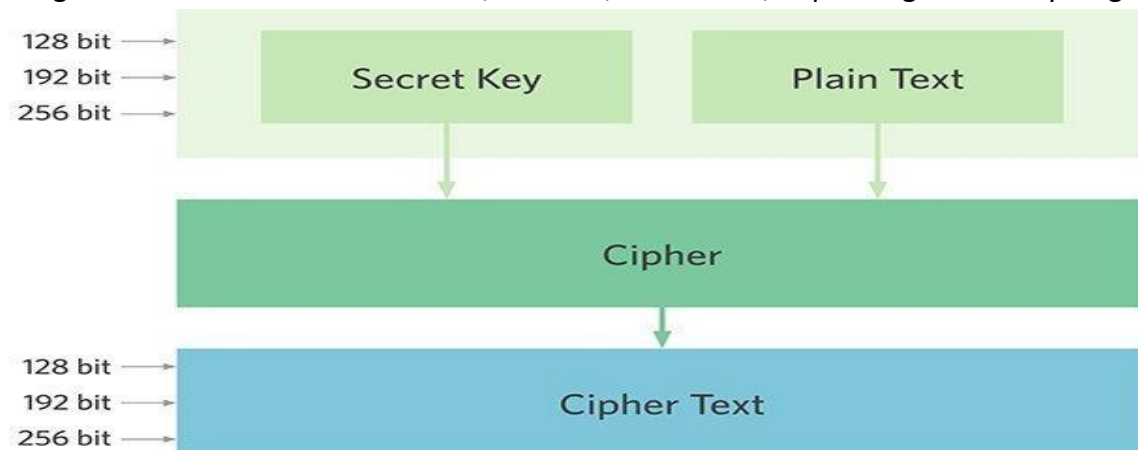 128 bit
192 bit
256 bit
Secret Key
Plain Text
Cipher
128 bit
192 bit
256 bit
Cipher Text